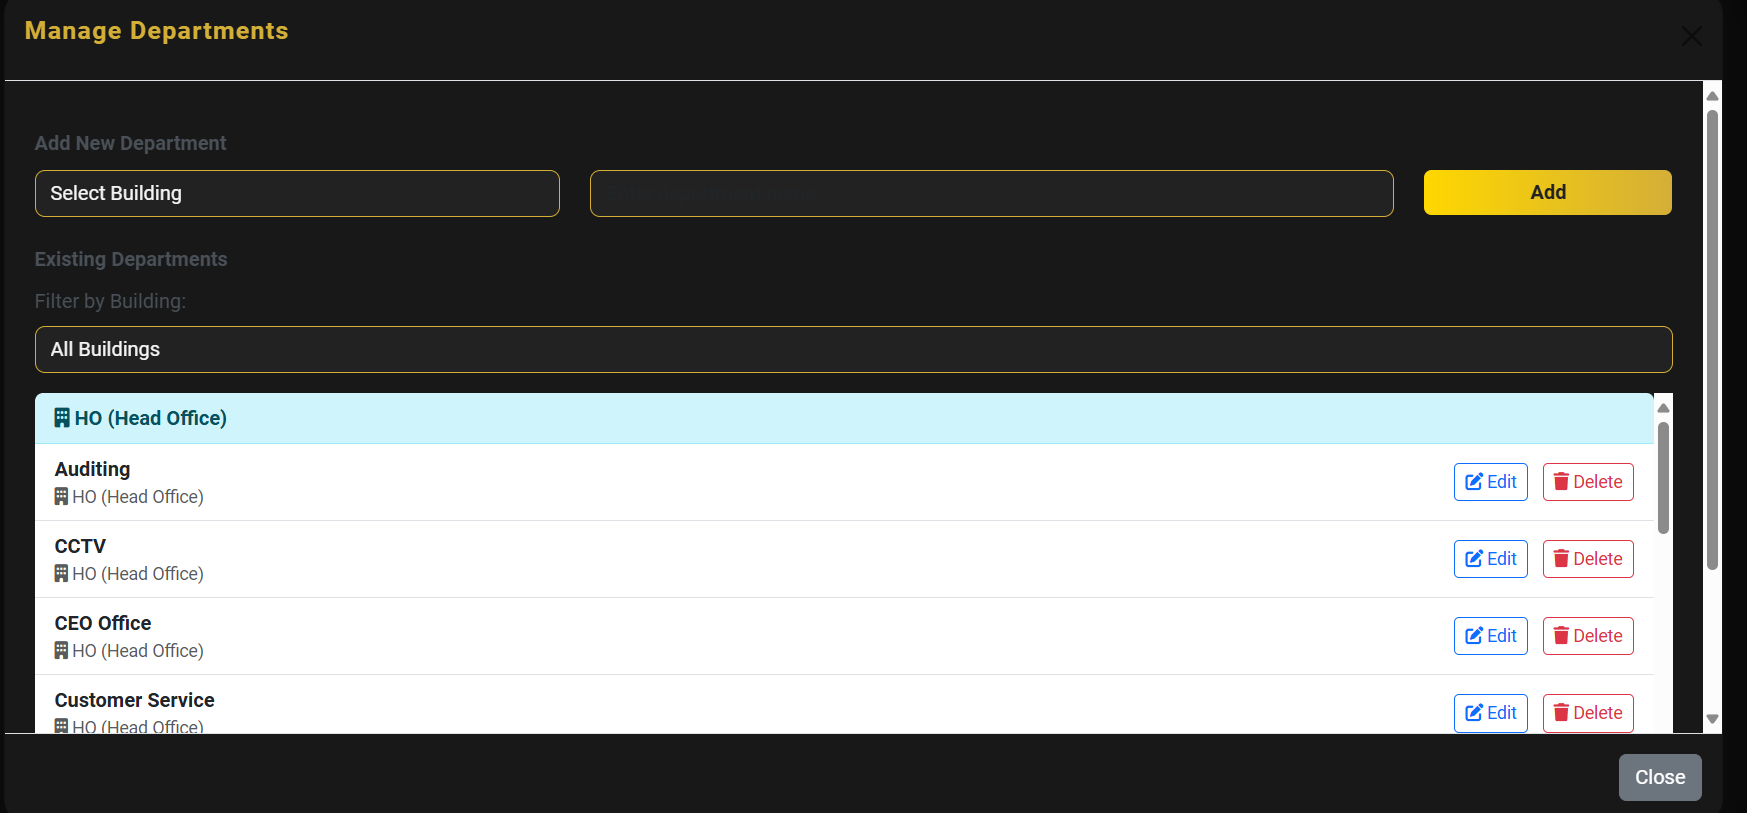 Manage Departments
Add New Department
Select Building
Add
Existing Departments
Filter by Building:
All Buildings
HO (Head Office)
Auditing
HO (Head Office)
Edit Delete
CCTV
HO (Head Office)
Edit Delete
CEO Office
HO (Head Office)
Edit Delete
Customer Service
HO (Head Office)
Edit Delete
Close